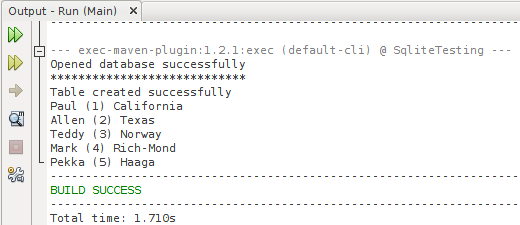 Output - Run (Main)
--- exec-maven-plugin:1.2.1:exec (default-cli) @ SqliteTesting ---
Opened database successfully
****************************
Table created successfully
Paul (1) California
Allen (2) Texas
Teddy (3) Norway
Mark (4) Rich-Mond
Pekka (5) Haaga
BUILD SUCCESS
Total time: 1.710s